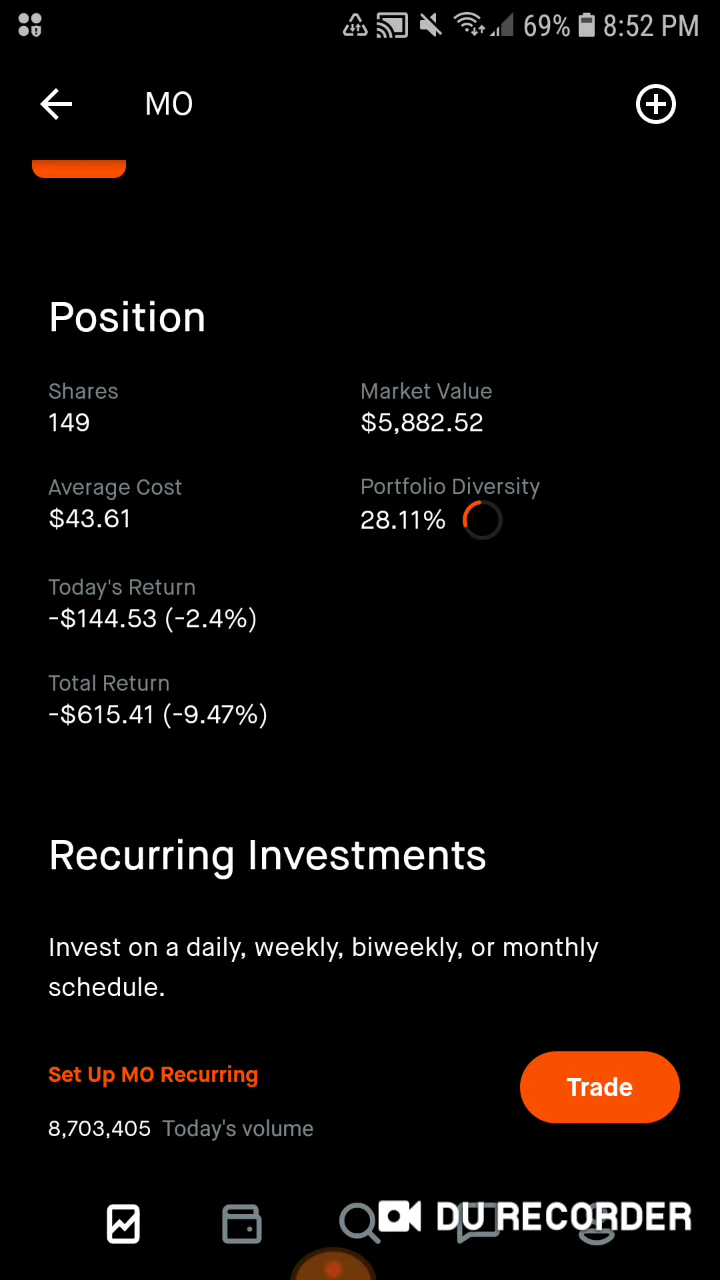 69% 8:52 PM
MO
Position
Shares
149
Market Value
$5,882.52
Average Cost
$43.61
Portfolio Diversity
28.11%
Today's Return
-$144.53 (-2.4%)
Total Return
-$615.41 (-9.47%)
Recurring Investments
Invest on a daily, weekly, biweekly, or monthly
schedule.
Set Up MO Recurring
Trade
8,703,405 Today's volume
DU RECORDER